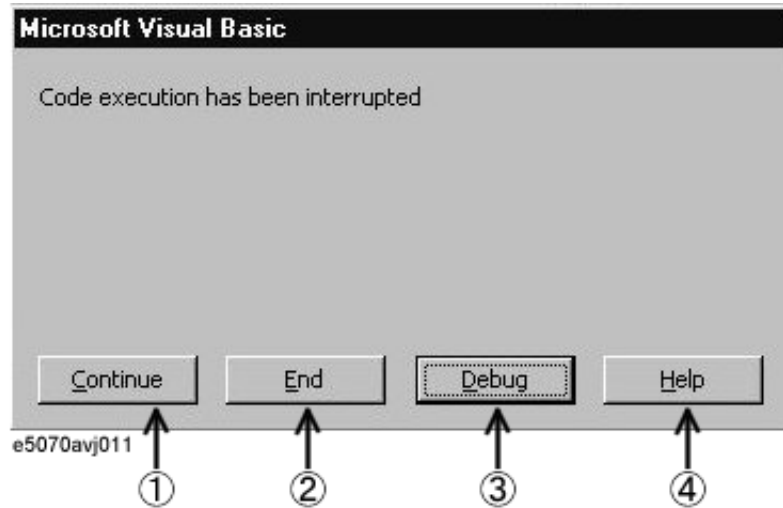 Microsoft Visual Basic
Code execution has been interrupted
Continue End Debug Help
e5070avj011
① ② ③ ④